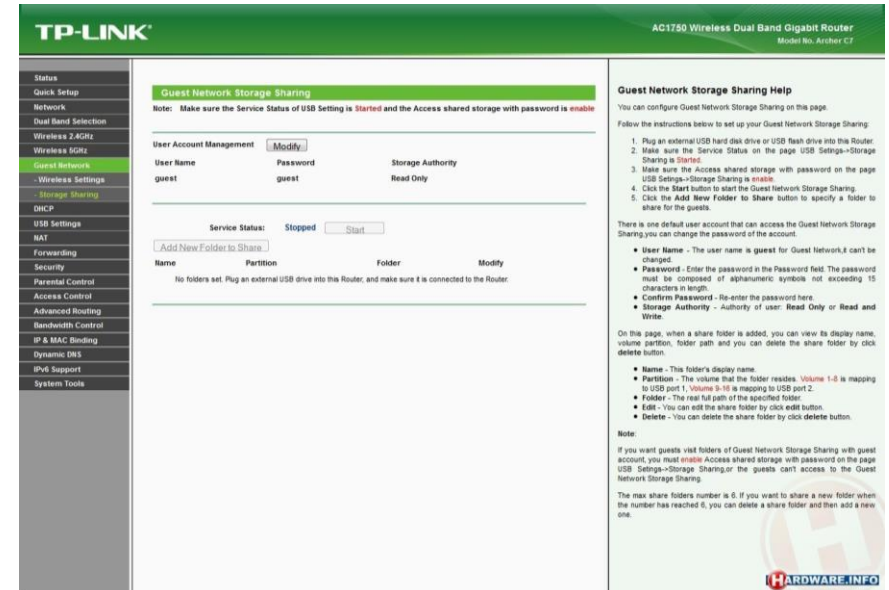 TP-LINK
AC1750 Wireless Dual Band Gigabit Router
Model No. Archer C7
Status
Quick Setup
Network
Dual Band Selection
Wireless 2.4GHz
Wireless 5GHz
Guest Network
- Wireless Settings
- Storage Sharing
DHCP
USB Settings
NAT
Forwarding
Security
Parental Control
Access Control
Advanced Routing
Bandwidth Control
IP & MAC Binding
Dynamic DNS
IPv6 Support
System Tools
Guest Network Storage Sharing
Note: Make sure the Service Status of USB Setting is Started and the Access shared storage with password is enable
User Account Management Modify
User Name Password Storage Authority
guest guest Read Only
Service Status: Stopped Start
Add New Folder to Share
Name Partition Folder Modify
No folders set. Plug an external USB drive into this Router, and make sure it is connected to the Router.
Guest Network Storage Sharing Help
You can configure Guest Network Storage Sharing on this page.
Follow the instructions below to set up your Guest Network Storage Sharing:
1. Plug an external USB hard disk drive or USB flash drive into this Router.
2. Make sure the Service Status on the page USB Setings->Storage
Sharing is Started.
3. Make sure the Access shared storage with password on the page
USB Setings->Storage Sharing is enable.
4. Click the Start button to start the Guest Network Storage Sharing.
5. Click the Add New Folder to Share button to specify a folder to
share for the guests.
There is one default user account that can access the Guest Network Storage
Sharing,you can change the password of the account.
● User Name - The user name is guest for Guest Network,it can't be
changed.
● Password - Enter the password in the Password field. The password
must be composed of alphanumeric symbols not exceeding 15
characters in length.
● Confirm Password - Re-enter the password here.
● Storage Authority - Authority of user: Read Only or Read and
Write.
On this page, when a share folder is added, you can view its display name,
volume partition, folder path and you can delete the share folder by click
delete button.
● Name - This folder's display name.
● Partition - The volume that the folder resides. Volume 1-8 is mapping
to USB port 1, Volume 9-16 is mapping to USB port 2.
● Folder - The real full path of the specified folder.
● Edit - You can edit the share folder by click edit button.
● Delete - You can delete the share folder by click delete button.
Note:
If you want guests visit folders of Guest Network Storage Sharing with guest
account, you must enable Access shared storage with password on the page
USB Setings->Storage Sharing,or the guests can't access to the Guest
Network Storage Sharing.
The max share folders number is 6. If you want to share a new folder when
the number has reached 6, you can delete a share folder and then add a new
one.
HARDWARE.INFO